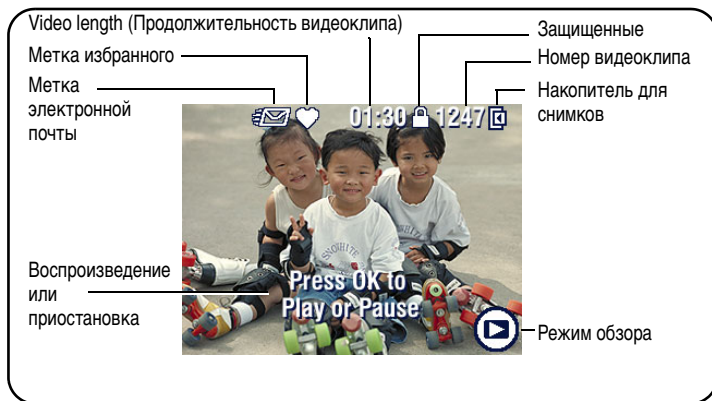 Video length (Продолжительность видеоклипа)
Метка избранного
Метка
электронной
почты
Защищенные
Номер видеоклипа
Накопитель для
снимков
01:30 1247
Воспроизведение
или
приостановка
Press OK to
Play or Pause
Режим обзора